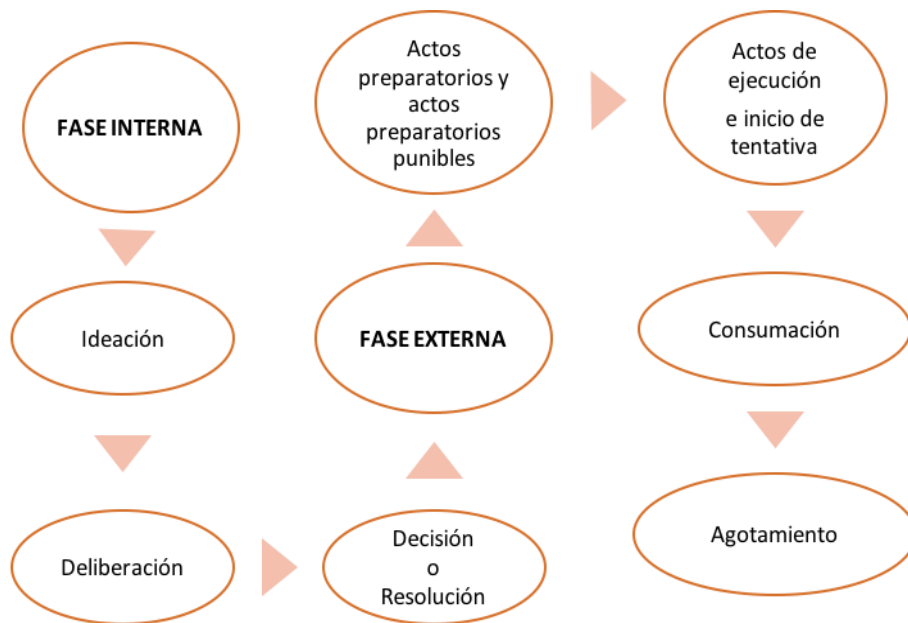 FASE INTERNA
Ideación
Deliberación
Decisión
o
Resolución
FASE EXTERNA
Actos
preparatorios y
actos
preparatorios
punibles
Actos de
ejecución
e inicio de
tentativa
Consumación
Agotamiento